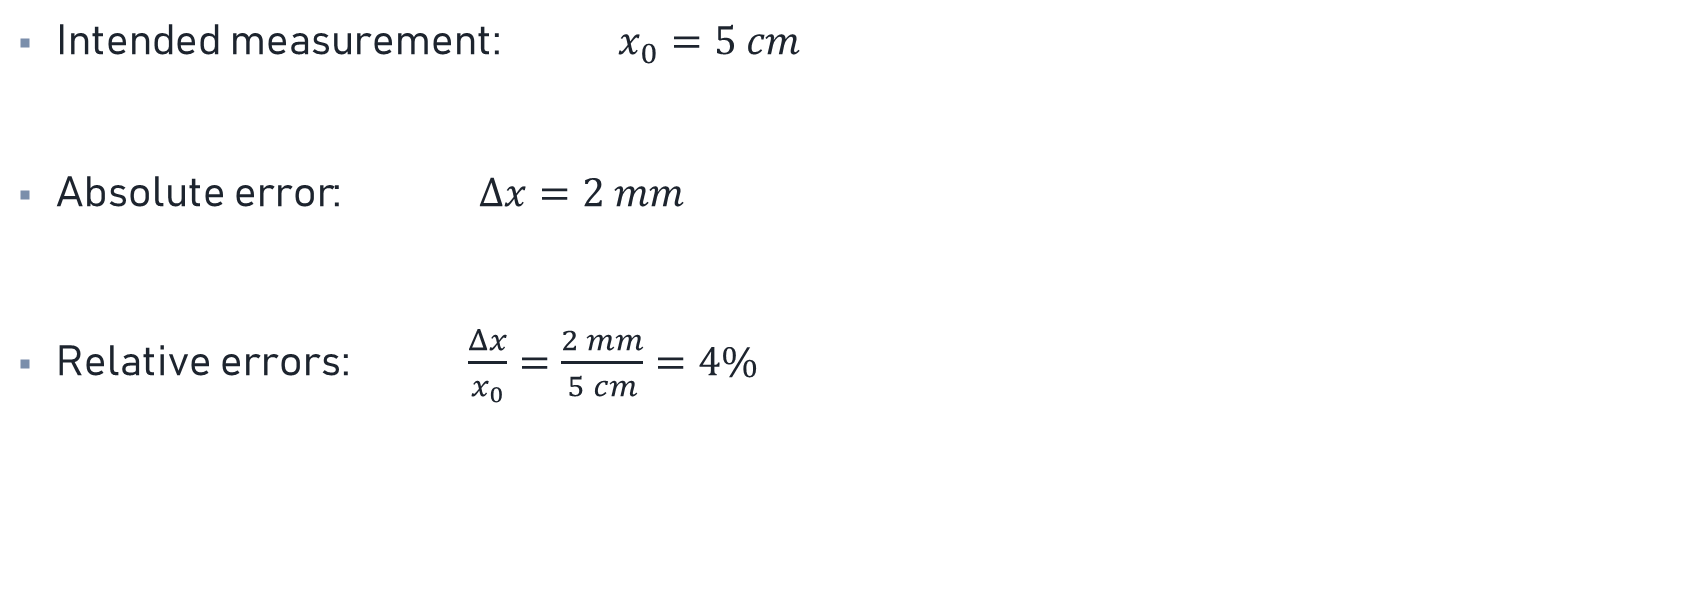 ▪ Intended measurement: x₀ = 5 cm
▪ Absolute error: Δx = 2 mm
▪ Relative errors: Δx/x₀ = 2 mm/5 cm = 4%